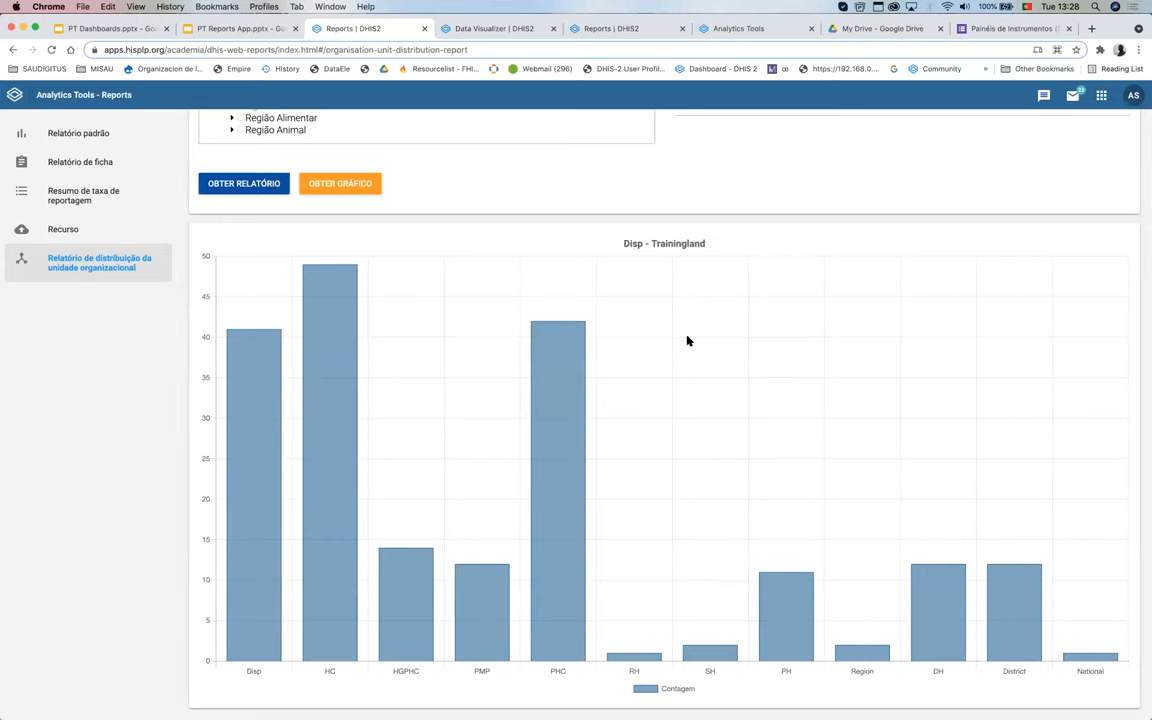 Chrome File Edit View History Bookmarks Profiles Tab Window Help 100% Tue 13:28
PT Dashboards.pptx - Goo PT Reports App.pptx - Goog Reports | DHIS2 Data Visualizer | DHIS2 Reports | DHIS2 Analytics Tools My Drive - Google Drive Painéis de Instrumentos (D
apps.hisplp.org/academia/dhis-web-reports/index.html#/organisation-unit-distribution-report
SAUDIGITUS MISAU Organizacion de I... Empire History DataEle Resourcelist - FHI... Webmail (296) DHIS-2 User Profil... Dashboard - DHIS 2 https://192.168.0.... Community » Other Bookmarks Reading List
Analytics Tools - Reports 23 AS
Região Alimentar
Região Animal
Relatório padrão
Relatório de ficha
Resumo de taxa de
reportagem
Recurso
Relatório de distribuição da
unidade organizacional
OBTER RELATÓRIO OBTER GRÁFICO
Disp - Trainingland
50
45
40
35
30
25
20
15
10
5
0
Disp HC HGPHC PMP PHC RH SH PH Region DH District National
Contagem